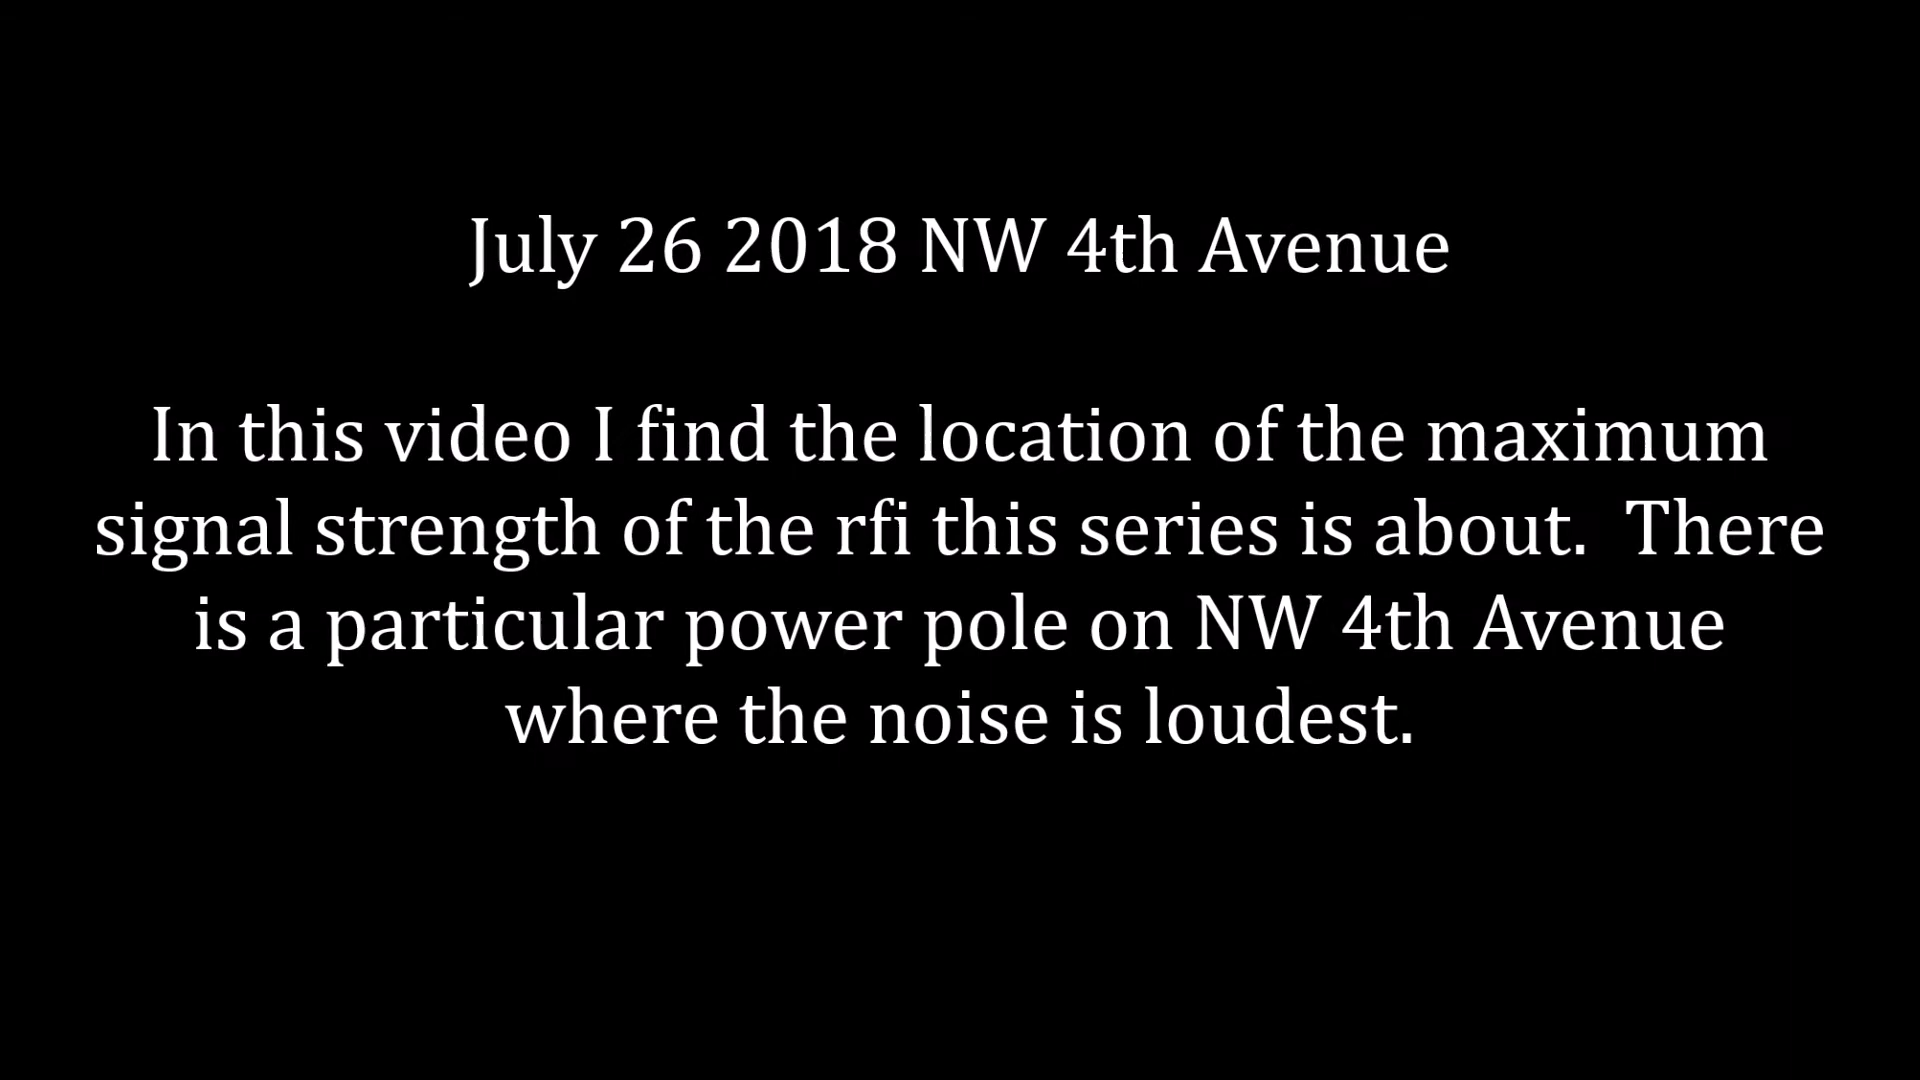 July 26 2018 NW 4th Avenue
In this video I find the location of the maximum
signal strength of the rfi this series is about.  There
is a particular power pole on NW 4th Avenue
where the noise is loudest.